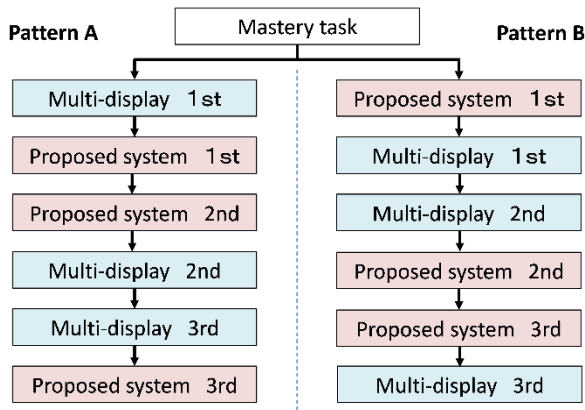 Mastery task
Pattern A
Multi-display 1st
Proposed system 1st
Proposed system 2nd
Multi-display 2nd
Multi-display 3rd
Proposed system 3rd
Pattern B
Proposed system 1st
Multi-display 1st
Multi-display 2nd
Proposed system 2nd
Proposed system 3rd
Multi-display 3rd